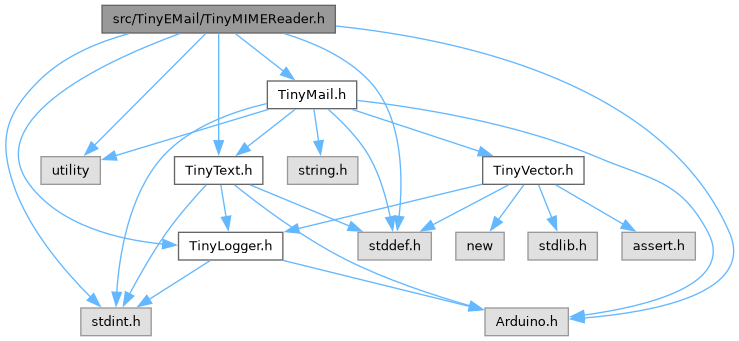 src/TinyEMail/TinyMIMEReader.h
TinyMail.h
utility
TinyText.h
string.h
TinyVector.h
TinyLogger.h
stddef.h
new
stdlib.h
assert.h
stdint.h
Arduino.h